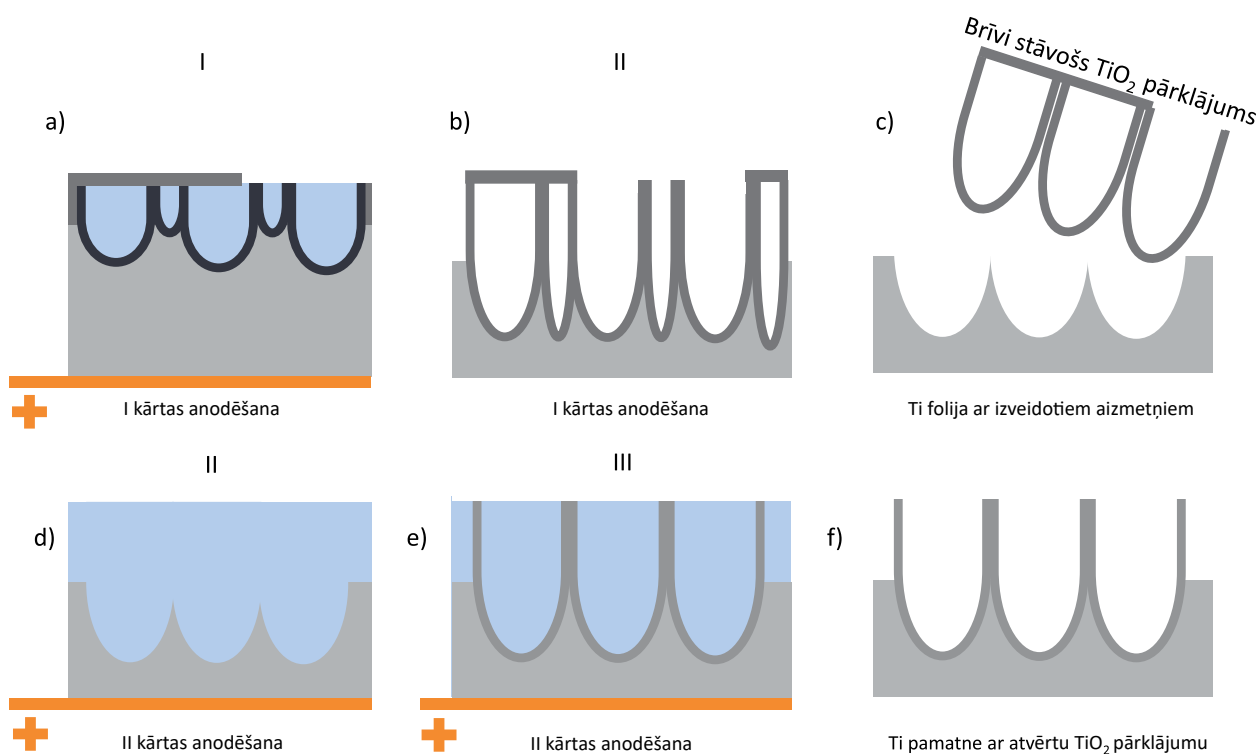 I
II
Brīvi stāvošs TiO₂ pārklājums
a)
b)
c)
I kārtas anodēšana
I kārtas anodēšana
Ti folija ar izveidotiem aizmetņiem
II
III
d)
e)
f)
II kārtas anodēšana
II kārtas anodēšana
Ti pamatne ar atvērtu TiO₂ pārklājumu